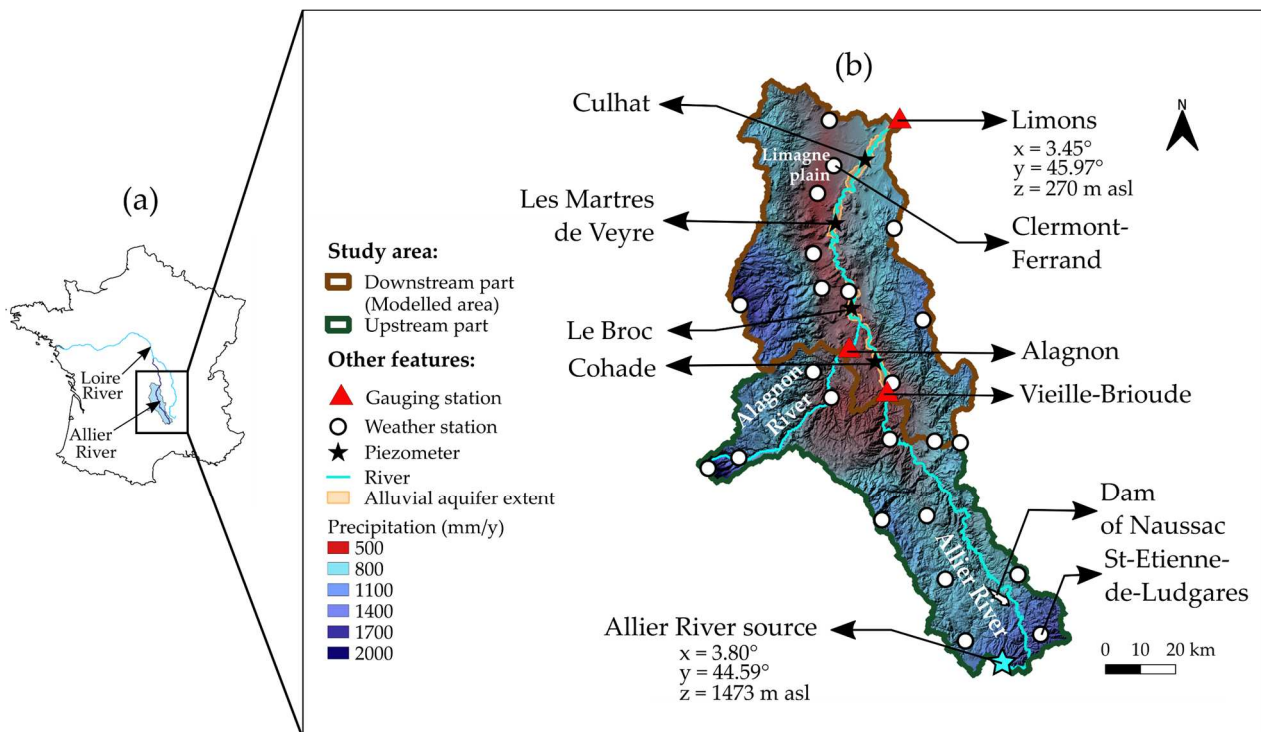 (a)
Loire
River
Allier
River
Study area:
Downstream part
(Modelled area)
Upstream part
Other features:
Gauging station
Weather station
Piezometer
River
Alluvial aquifer extent
Precipitation (mm/y)
500
800
1100
1400
1700
2000
(b)
N
Culhat
Limons
x = 3.45°
y = 45.97°
z = 270 m asl
Limagne
plain
Les Martres
de Veyre
Clermont-
Ferrand
Le Broc
Cohade
Alagnon
Vieille-Brioude
Alagnon
River
Allier River
Dam
of Naussac
St-Etienne-
de-Ludgares
Allier River source
x = 3.80°
y = 44.59°
z = 1473 m asl
0 10 20 km